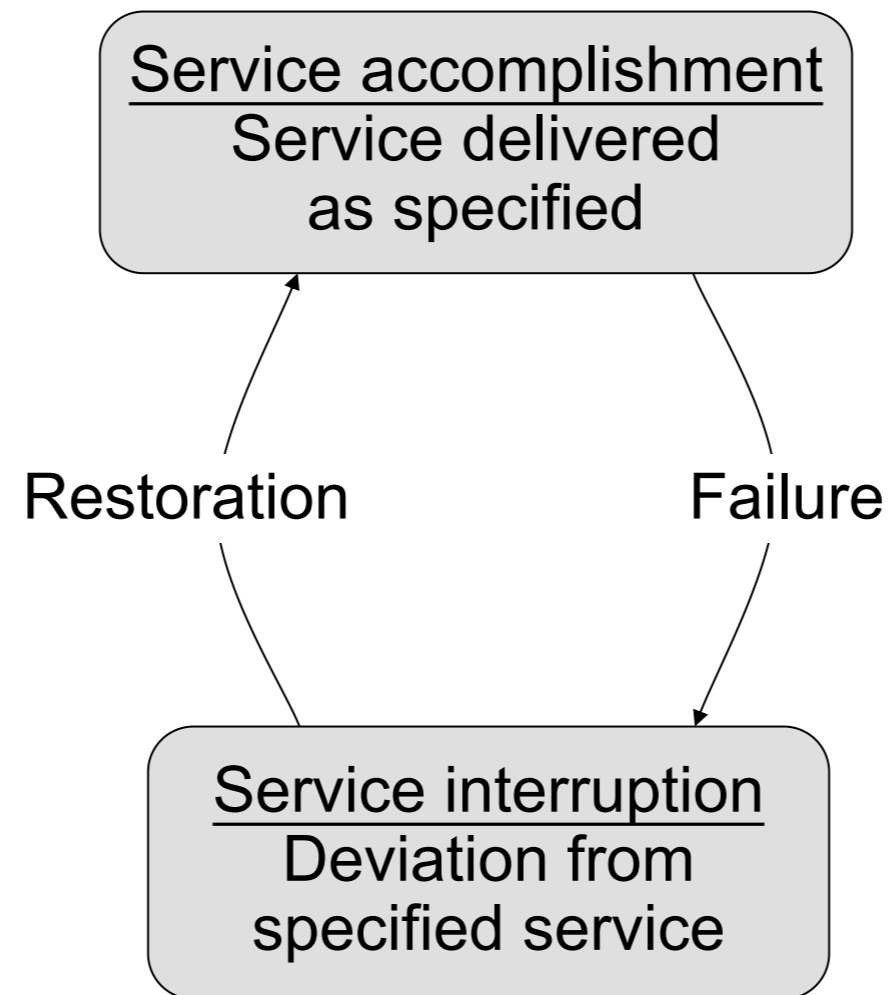 Service accomplishment
Service delivered
as specified
Restoration
Failure
Service interruption
Deviation from
specified service